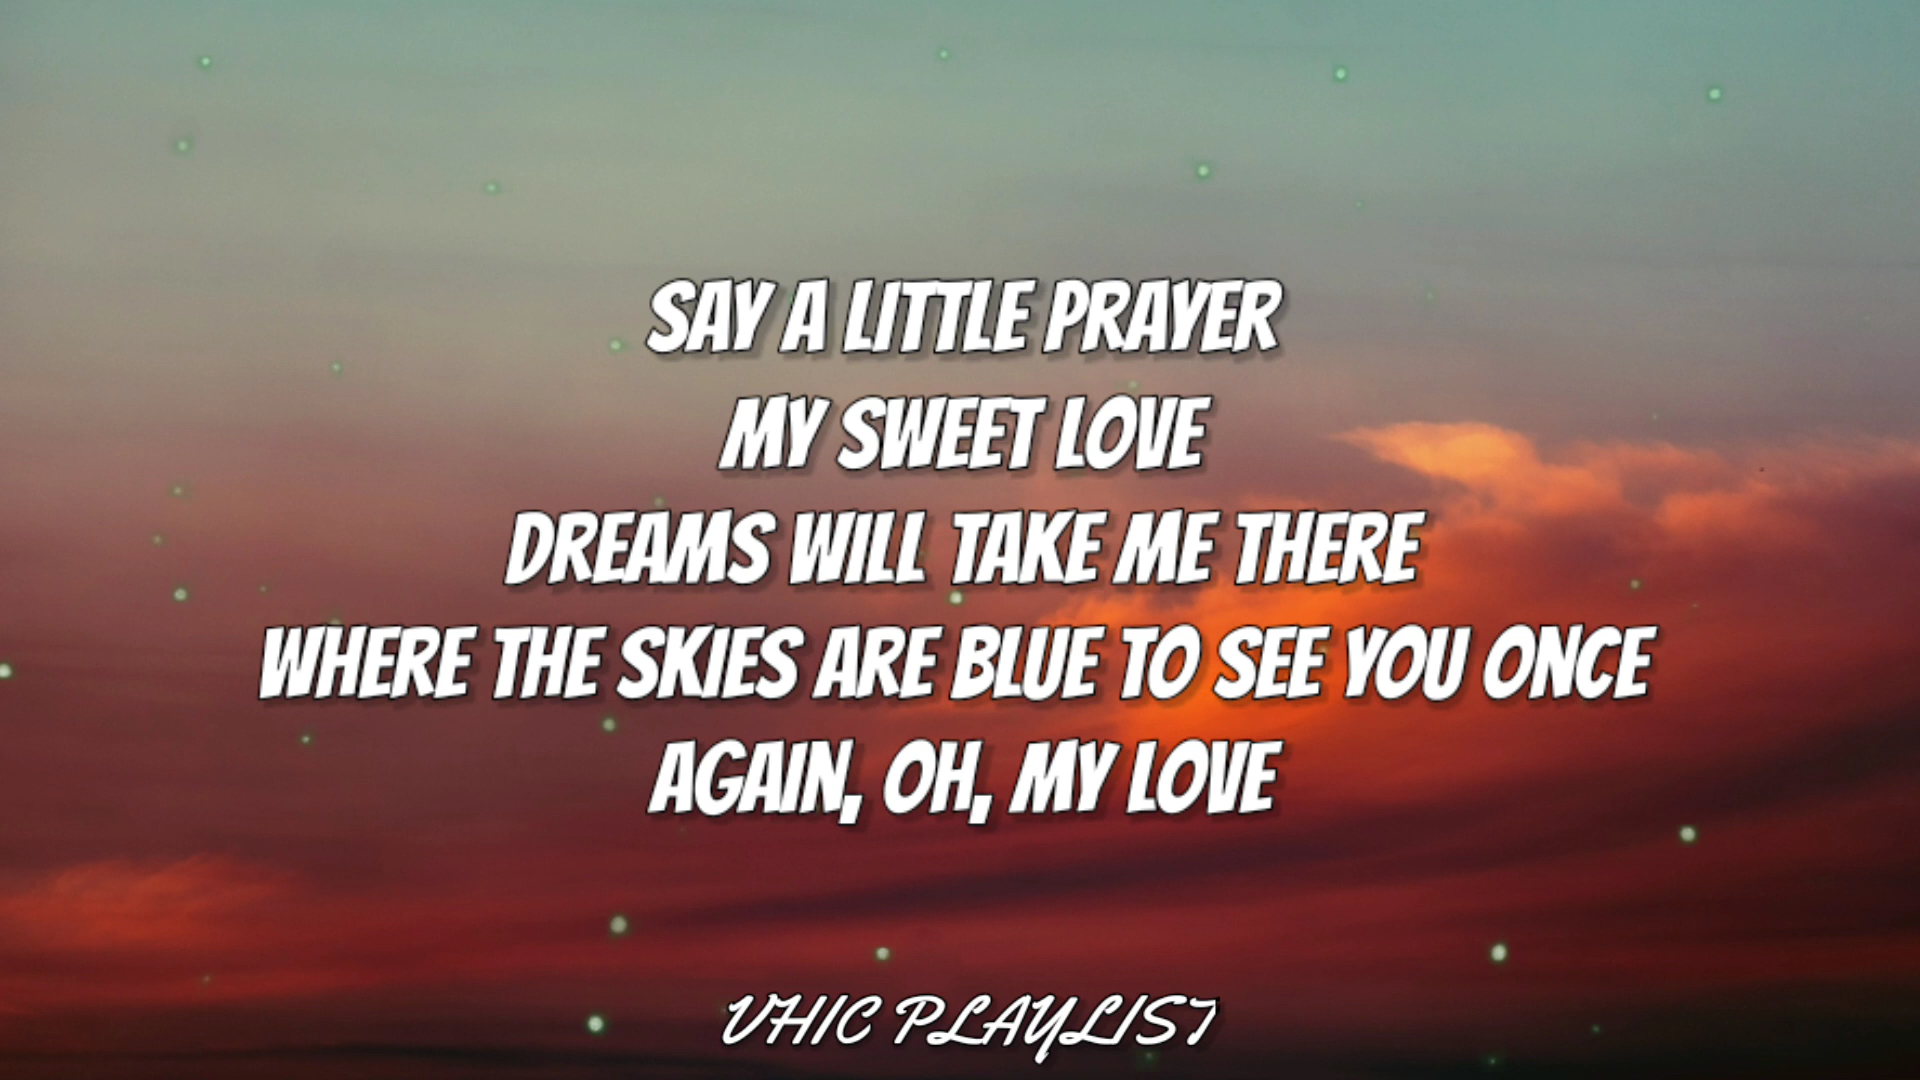 SAY A LITTLE PRAYER
MY SWEET LOVE
DREAMS WILL TAKE ME THERE
WHERE THE SKIES ARE BLUE TO SEE YOU ONCE
AGAIN, OH, MY LOVE
VHIC PLAYLIST